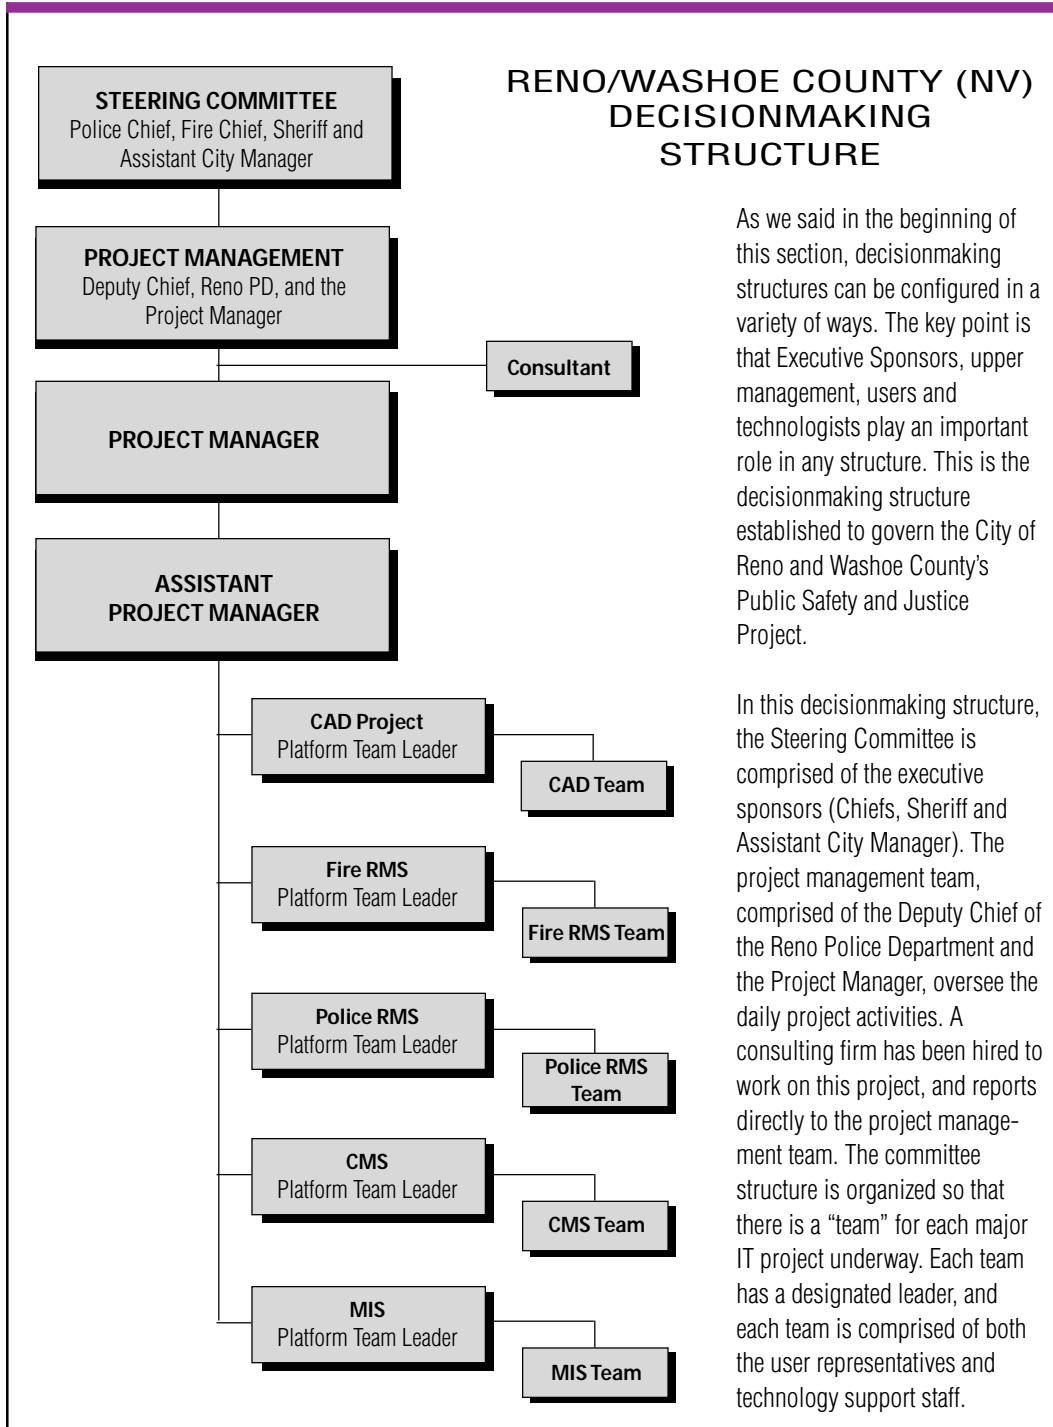 RENO/WASHOE COUNTY (NV)
DECISIONMAKING
STRUCTURE
STEERING COMMITTEE
Police Chief, Fire Chief, Sheriff and
Assistant City Manager
PROJECT MANAGEMENT
Deputy Chief, Reno PD, and the
Project Manager
Consultant
PROJECT MANAGER
ASSISTANT
PROJECT MANAGER
CAD Project
Platform Team Leader
CAD Team
Fire RMS
Platform Team Leader
Fire RMS Team
Police RMS
Platform Team Leader
Police RMS
Team
CMS
Platform Team Leader
CMS Team
MIS
Platform Team Leader
MIS Team
As we said in the beginning of
this section, decisionmaking
structures can be configured in a
variety of ways. The key point is
that Executive Sponsors, upper
management, users and
technologists play an important
role in any structure. This is the
decisionmaking structure
established to govern the City of
Reno and Washoe County’s
Public Safety and Justice
Project.
In this decisionmaking structure,
the Steering Committee is
comprised of the executive
sponsors (Chiefs, Sheriff and
Assistant City Manager). The
project management team,
comprised of the Deputy Chief of
the Reno Police Department and
the Project Manager, oversee the
daily project activities. A
consulting firm has been hired to
work on this project, and reports
directly to the project manage-
ment team. The committee
structure is organized so that
there is a “team” for each major
IT project underway. Each team
has a designated leader, and
each team is comprised of both
the user representatives and
technology support staff.